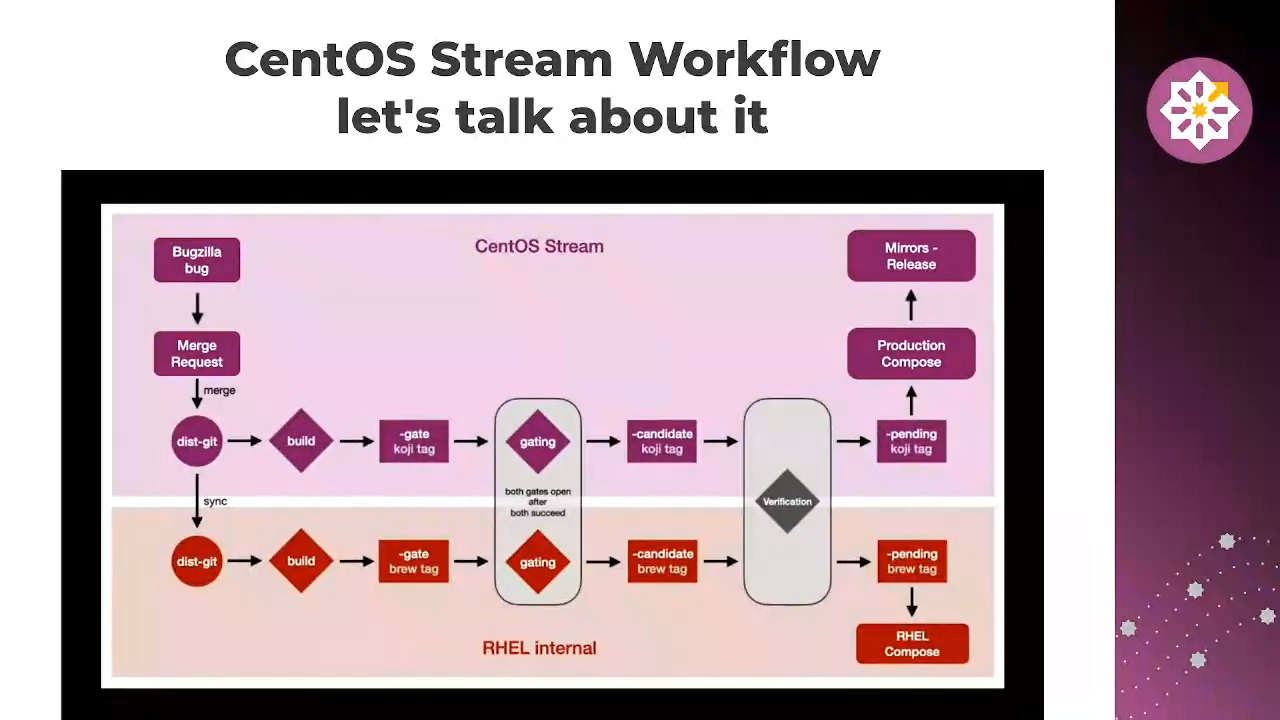 CentOS Stream Workflow
let's talk about it
CentOS Stream
Bugzilla
bug
Merge
Request
merge
dist-git
build
-gate
koji tag
gating
-candidate
koji tag
-pending
koji tag
Production
Compose
Mirrors -
Release
both gates open
after
both succeed
Verification
sync
dist-git
build
-gate
brew tag
gating
-candidate
brew tag
-pending
brew tag
RHEL
Compose
RHEL internal